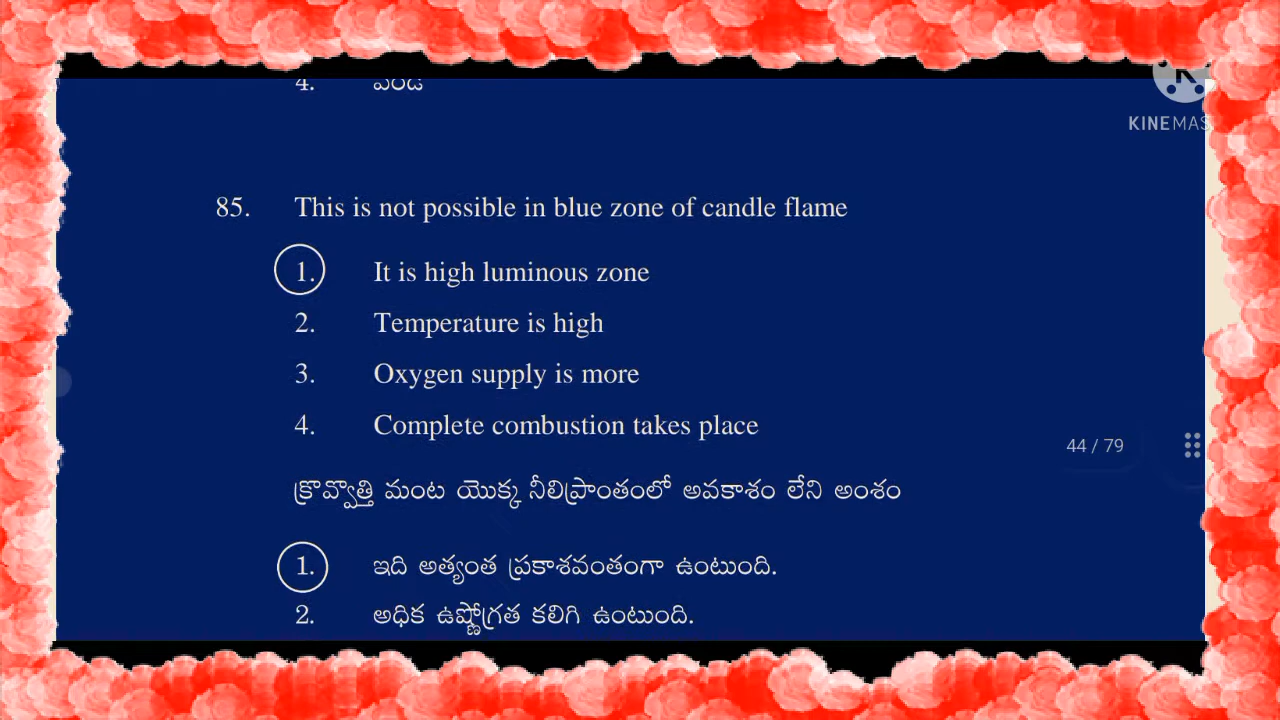 4. పండ
KINEMAS
85. This is not possible in blue zone of candle flame
1. It is high luminous zone
2. Temperature is high
3. Oxygen supply is more
4. Complete combustion takes place
44 / 79
క్రొవ్వొత్తి మంట యొక్క నీలిప్రాంతంలో అవకాశం లేని అంశం
1. ఇది అత్యంత ప్రకాశవంతంగా ఉంటుంది.
2. అధిక ఉష్ణోగ్రత కలిగి ఉంటుంది.